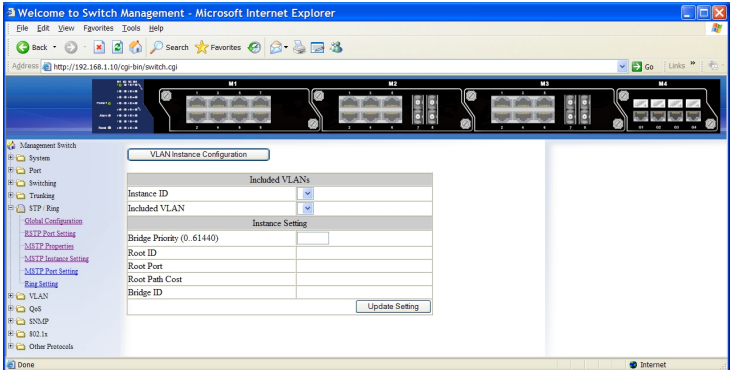 Welcome to Switch Management - Microsoft Internet Explorer
File Edit View Favorites Tools Help
Back Search Favorites
Address http://192.168.1.10/cgi-bin/switch.cgi Go Links »
M1 M2 M3 M4
Management Switch
System
Port
Switching
Trunking
STP / Ring
Global Configuration
RSTP Port Setting
MSTP Properties
MSTP Instance Setting
MSTP Port Setting
Ring Setting
VLAN
QoS
SNMP
802.1x
Other Protocols
VLAN Instance Configuration
Included VLANs
Instance ID
Included VLAN
Instance Setting
Bridge Priority (0..61440)
Root ID
Root Port
Root Path Cost
Bridge ID
Update Setting
Done Internet